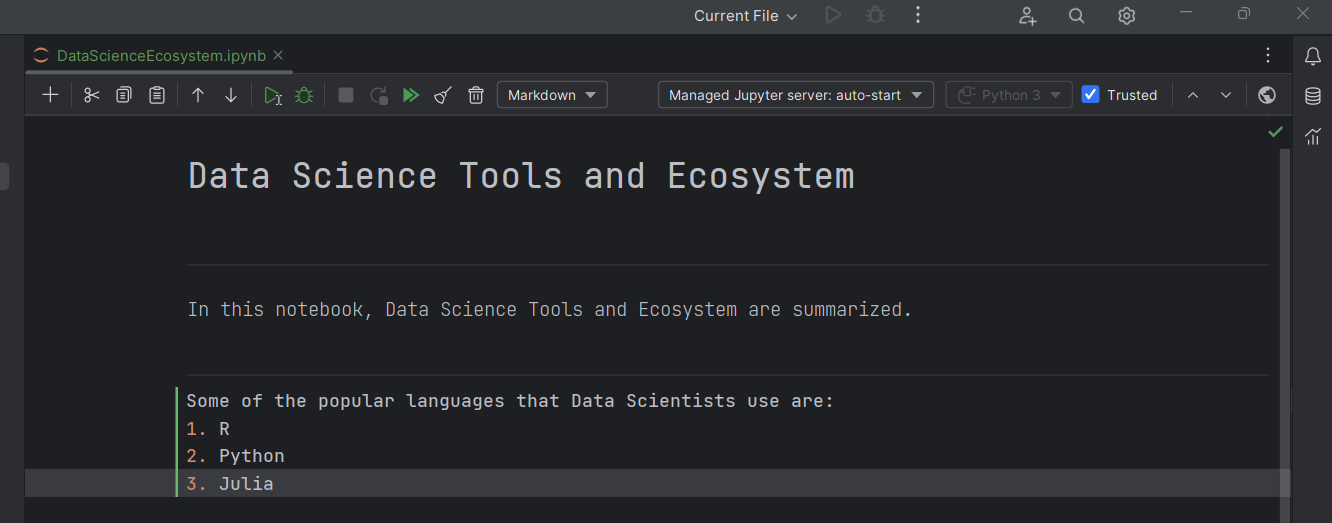 Current File
DataScienceEcosystem.ipynb
Markdown
Managed Jupyter server: auto-start
Python 3
Trusted
Data Science Tools and Ecosystem
In this notebook, Data Science Tools and Ecosystem are summarized.
Some of the popular languages that Data Scientists use are:
1. R
2. Python
3. Julia